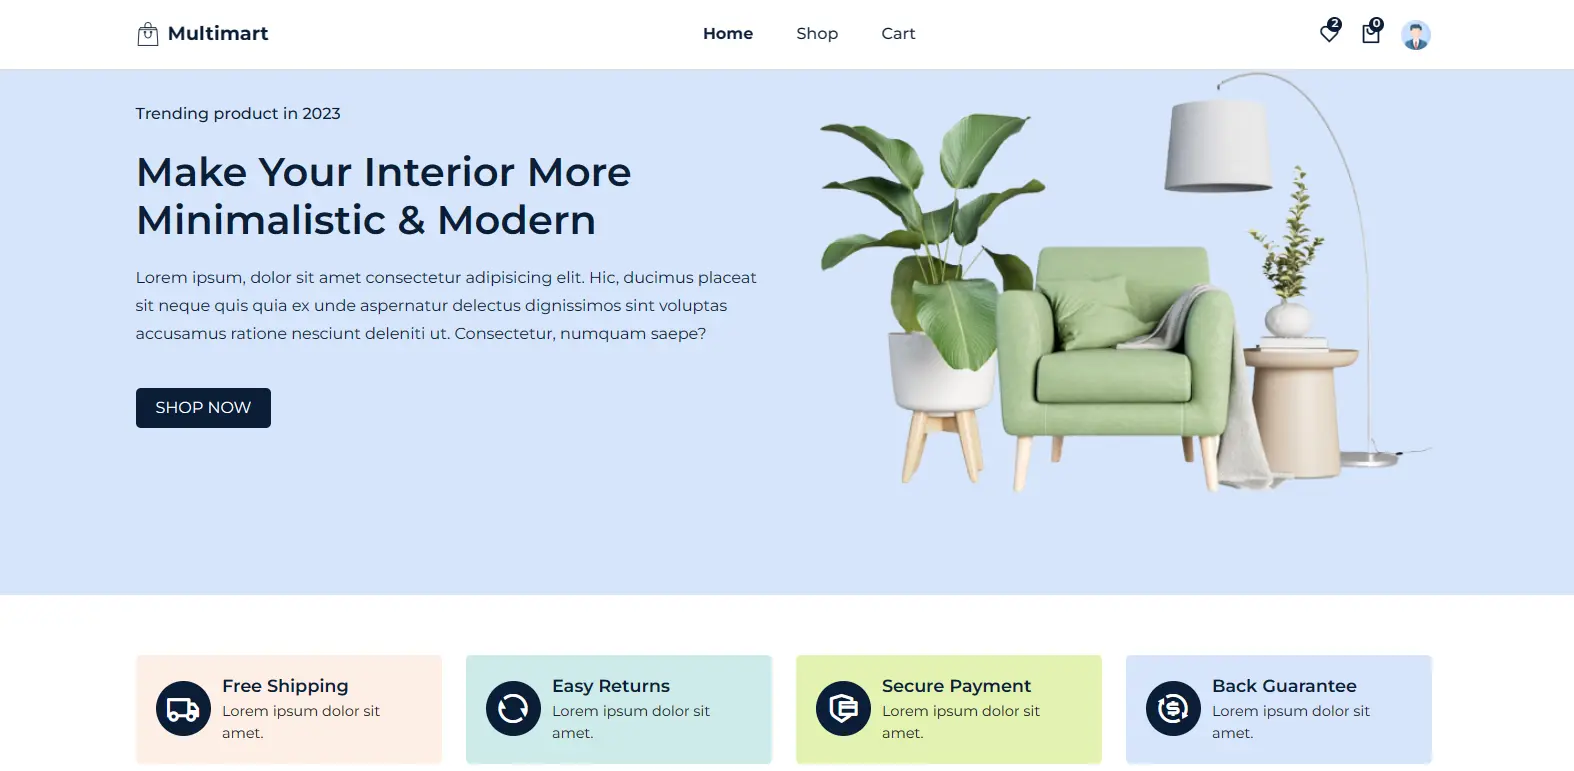 Multimart
Home
Shop
Cart
2
0
Trending product in 2023
Make Your Interior More
Minimalistic & Modern
Lorem ipsum, dolor sit amet consectetur adipisicing elit. Hic, ducimus placeat
sit neque quis quia ex unde aspernatur delectus dignissimos sint voluptas
accusamus ratione nesciunt deleniti ut. Consectetur, numquam saepe?
SHOP NOW
Free Shipping
Lorem ipsum dolor sit
amet.
Easy Returns
Lorem ipsum dolor sit
amet.
Secure Payment
Lorem ipsum dolor sit
amet.
Back Guarantee
Lorem ipsum dolor sit
amet.